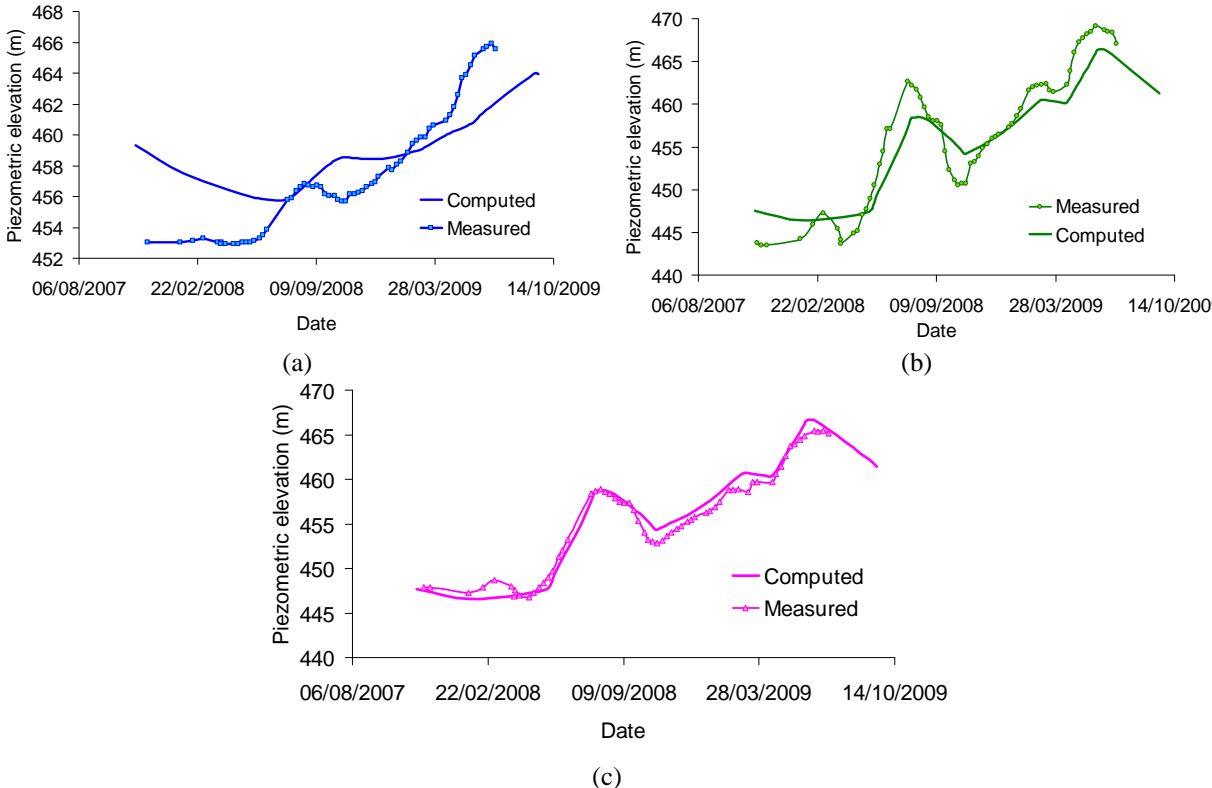 (a)
Piezometric elevation (m)
468
466
464
462
460
458
456
454
452
Computed
Measured
06/08/2007 22/02/2008 09/09/2008 28/03/2009 14/10/2009
Date
(a)
(b)
Piezometric elevation (m)
470
465
460
455
450
445
440
Measured
Computed
06/08/2007 22/02/2008 09/09/2008 28/03/2009 14/10/200
Date
(b)
Piezometric elevation (m)
470
465
460
455
450
445
440
Computed
Measured
06/08/2007 22/02/2008 09/09/2008 28/03/2009 14/10/2009
Date
(c)